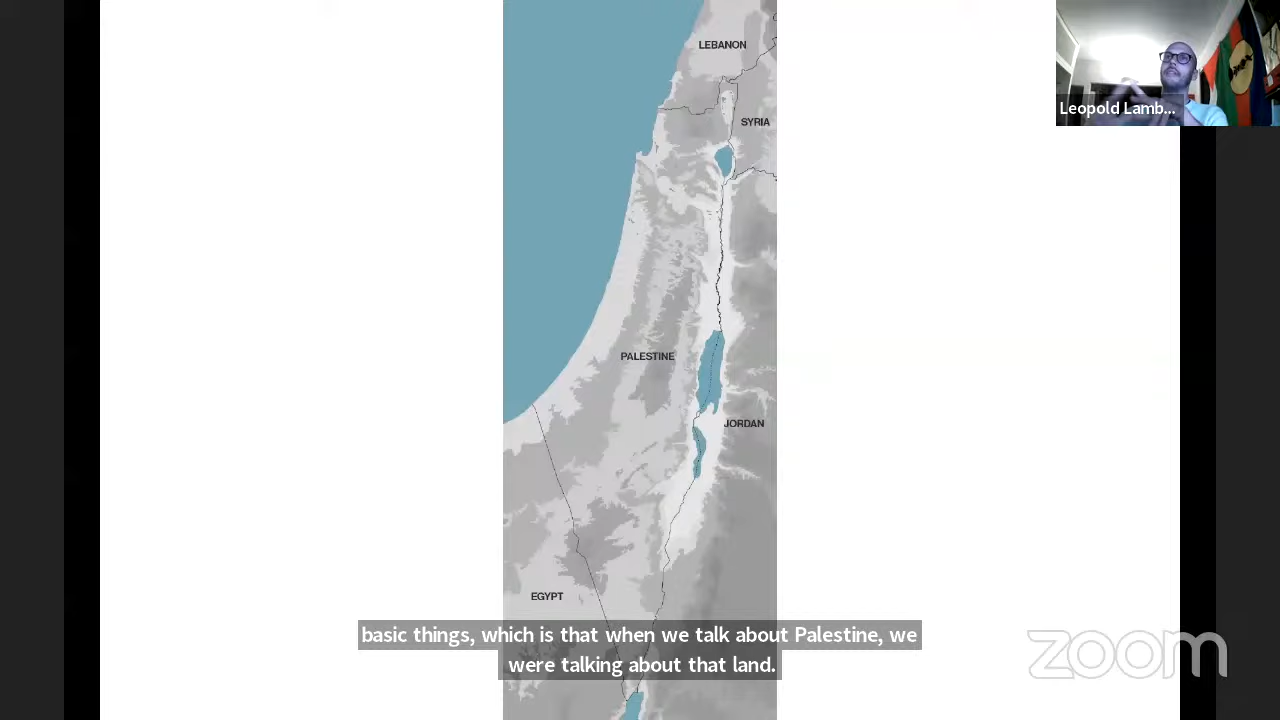 LEBANON
SYRIA
Leopold Lamb...
PALESTINE
JORDAN
EGYPT
basic things, which is that when we talk about Palestine, we
were talking about that land.
zoom